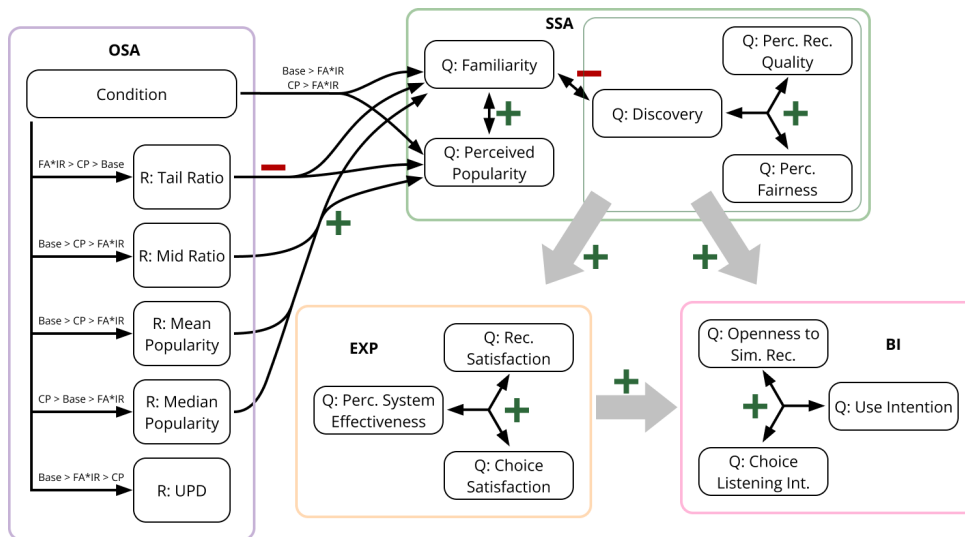 OSA
Condition
FA*IR > CP > Base
R: Tail Ratio
Base > CP > FA*IR
R: Mid Ratio
Base > CP > FA*IR
R: Mean
Popularity
CP > Base > FA*IR
R: Median
Popularity
Base > FA*IR > CP
R: UPD
Base > FA*IR
CP > FA*IR
SSA
Q: Familiarity
Q: Perceived
Popularity
Q: Discovery
Q: Perc. Rec.
Quality
Q: Perc.
Fairness
EXP
Q: Rec.
Satisfaction
Q: Perc. System
Effectiveness
Q: Choice
Satisfaction
BI
Q: Openness to
Sim. Rec.
Q: Use Intention
Q: Choice
Listening Int.